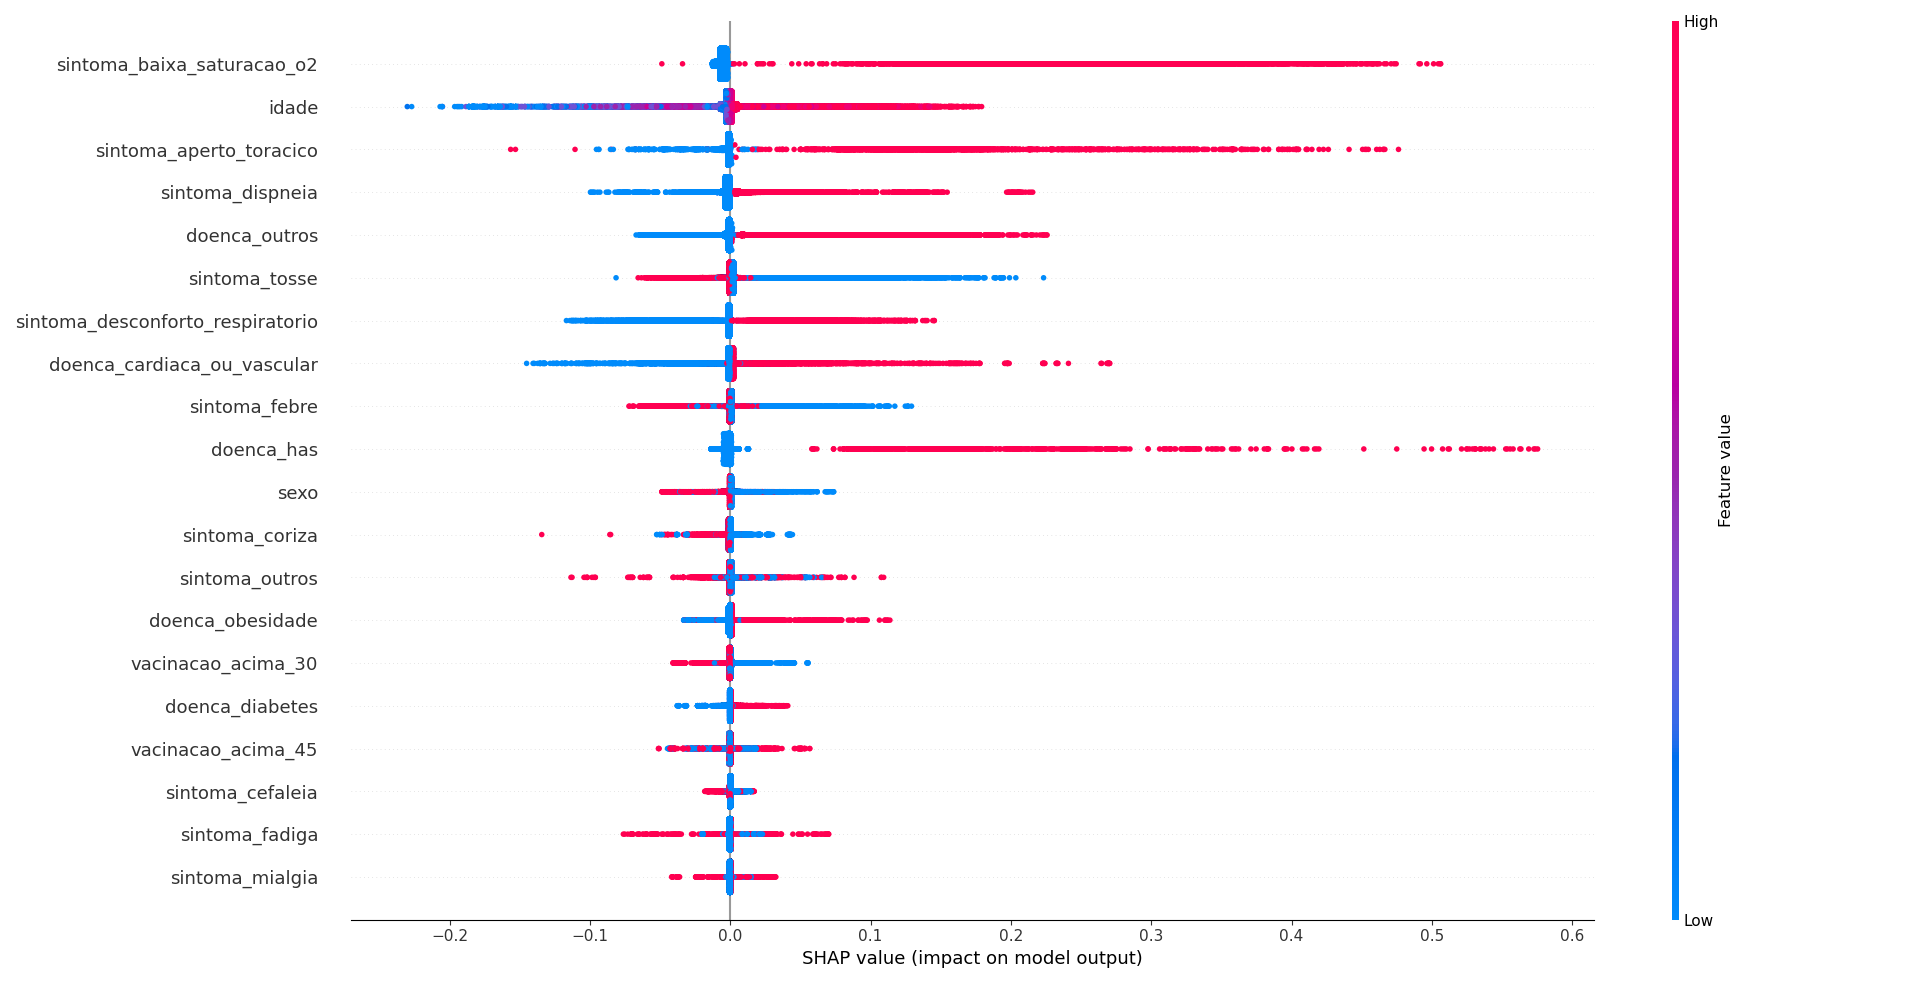 High
sintoma_baixa_saturacao_o2
idade
sintoma_aperto_toracico
sintoma_dispneia
doenca_outros
sintoma_tosse
sintoma_desconforto_respiratorio
doenca_cardiaca_ou_vascular
sintoma_febre
doenca_has
sexo
sintoma_coriza
sintoma_outros
doenca_obesidade
vacinacao_acima_30
doenca_diabetes
vacinacao_acima_45
sintoma_cefaleia
sintoma_fadiga
sintoma_mialgia
Feature value
Low
−0.2 −0.1 0.0 0.1 0.2 0.3 0.4 0.5 0.6
SHAP value (impact on model output)